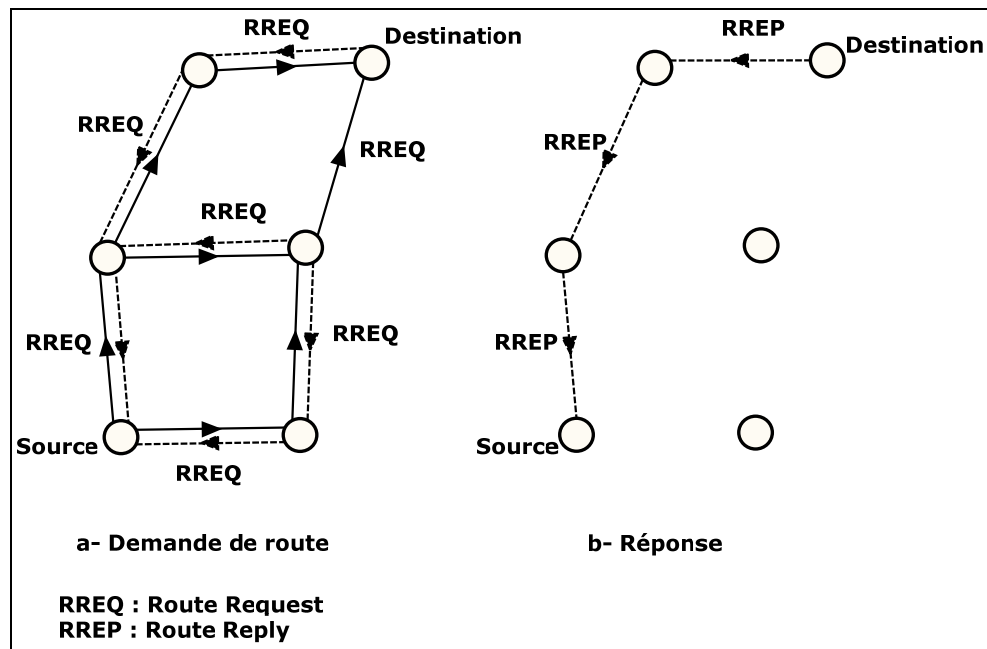 RREQ
Destination
RREQ
RREQ
RREQ
RREQ
RREQ
Source
RREQ
a- Demande de route
RREP
Destination
RREP
RREP
Source
b- Réponse
RREQ : Route Request
RREP : Route Reply